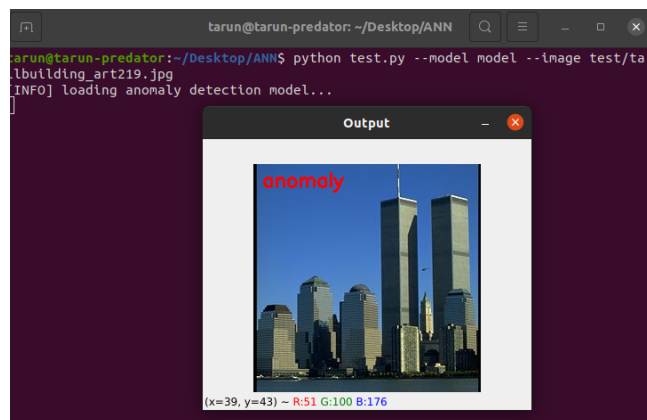 tarun@tarun-predator: ~/Desktop/ANN
tarun@tarun-predator:~/Desktop/ANN$ python test.py --model model --image test/ta
lbuilding_art219.jpg
[INFO] loading anomaly detection model...
Output
anomaly
(x=39, y=43) ~ R:51 G:100 B:176